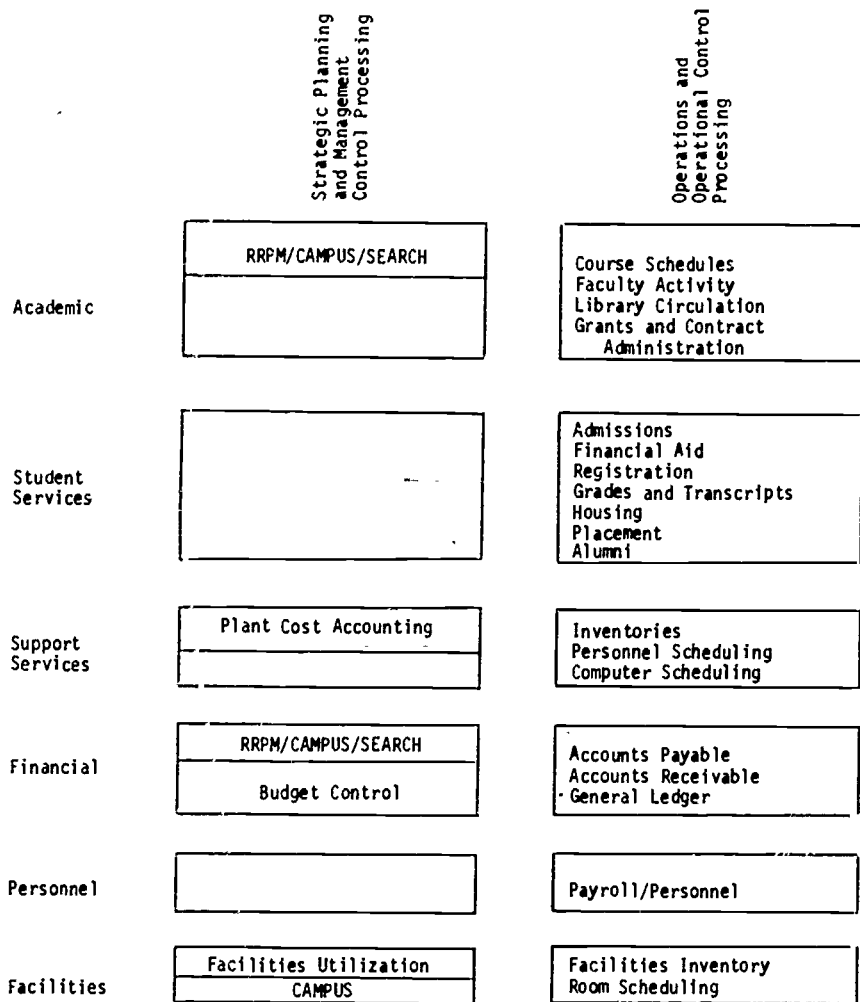 Strategic Planning
and Management
Control Processing
Operations and
Operational Control
Processing
Academic
RRPM/CAMPUS/SEARCH
Course Schedules
Faculty Activity
Library Circulation
Grants and Contract
Administration
Student
Services
Admissions
Financial Aid
Registration
Grades and Transcripts
Housing
Placement
Alumni
Support
Services
Plant Cost Accounting
Inventories
Personnel Scheduling
Computer Scheduling
Financial
RRPM/CAMPUS/SEARCH
Budget Control
Accounts Payable
Accounts Receivable
General Ledger
Personnel
Payroll/Personnel
Facilities
Facilities Utilization
CAMPUS
Facilities Inventory
Room Scheduling